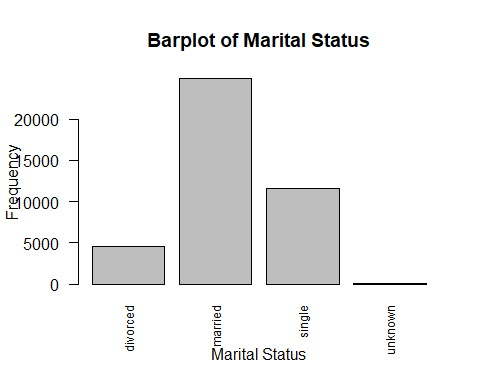 Barplot of Marital Status
Frequency
20000
15000
10000
5000
0
divorced
married
single
unknown
Marital Status